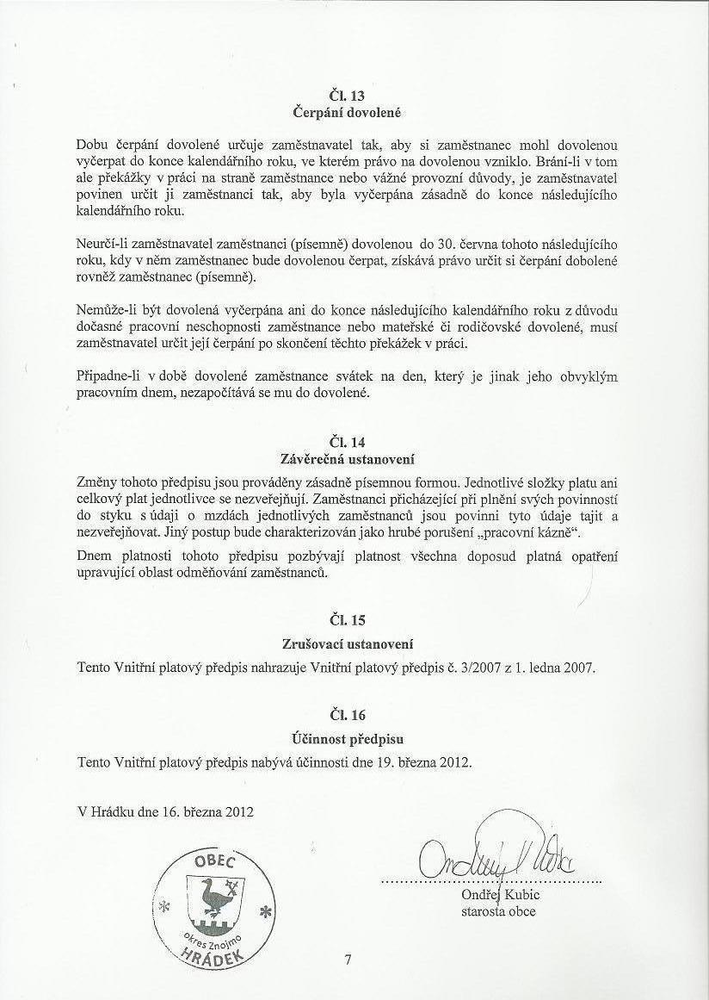 Čl. 13
Čerpání dovolené
Dobu čerpání dovolené určuje zaměstnavatel tak, aby si zaměstnanec mohl dovolenou
vyčerpat do konce kalendářního roku, ve kterém právo na dovolenou vzniklo. Brání-li v tom
ale překážky v práci na straně zaměstnance nebo vážné provozní důvody, je zaměstnavatel
povinen určit ji zaměstnanci tak, aby byla vyčerpána zásadně do konce následujícího
kalendářního roku.
Neurčí-li zaměstnavatel zaměstnanci (písemně) dovolenou do 30. června tohoto následujícího
roku, kdy v něm zaměstnanec bude dovolenou čerpat, získává právo určit si čerpání dobolené
rovněž zaměstnanec (písemně).
Nemůže-li být dovolená vyčerpána ani do konce následujícího kalendářního roku z důvodu
dočasné pracovní neschopnosti zaměstnance nebo mateřské či rodičovské dovolené, musí
zaměstnavatel určit její čerpání po skončení těchto překážek v práci.
Připadne-li v době dovolené zaměstnance svátek na den, který je jinak jeho obvyklým
pracovním dnem, nezapočítává se mu do dovolené.
Čl. 14
Závěrečná ustanovení
Změny tohoto předpisu jsou prováděny zásadně písemnou formou. Jednotlivé složky platu ani
celkový plat jednotlivce se nezveřejňují. Zaměstnanci přicházející při plnění svých povinností
do styku s údaji o mzdách jednotlivých zaměstnanců jsou povinni tyto údaje tajit a
nezveřejňovat. Jiný postup bude charakterizován jako hrubé porušení „pracovní kázně“.
Dnem platnosti tohoto předpisu pozbývají platnost všechna doposud platná opatření
upravující oblast odměňování zaměstnanců.
Čl. 15
Zrušovací ustanovení
Tento Vnitřní platový předpis nahrazuje Vnitřní platový předpis č. 3/2007 z 1. ledna 2007.
Čl. 16
Účinnost předpisu
Tento Vnitřní platový předpis nabývá účinnosti dne 19. března 2012.
V Hrádku dne 16. března 2012
OBEC
okres Znojmo
HRÁDEK
Ondřej Kubic
starosta obce
7